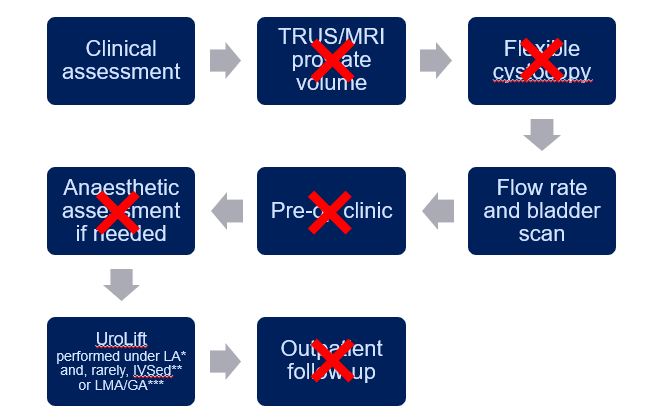 Clinical
assessment
TRUS/MRI
prostate
volume
Flexible
cystocopy
Flow rate
and bladder
scan
Pre-op clinic
Anaesthetic
assessment
if needed
UroLift
performed under LA*
and, rarely, IVSed**
or LMA/GA***
Outpatient
follow up